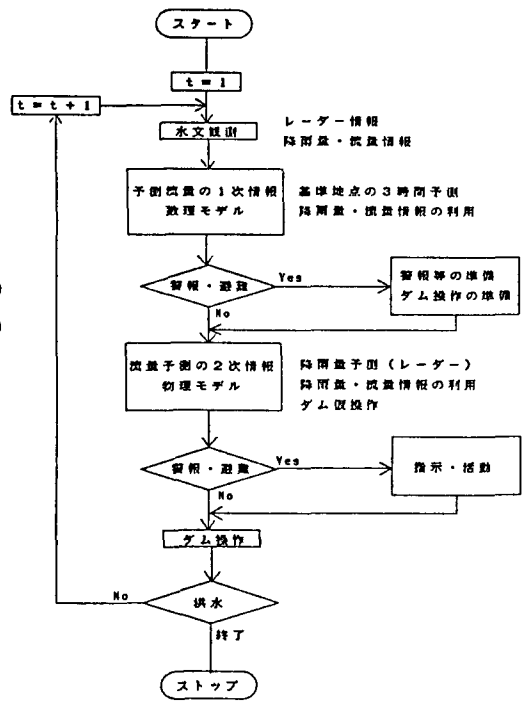 スタート
t = 1
t = t + 1
水文観測
レーダー情報
降雨量・流量情報
予測流量の1次情報
数理モデル
基準地点の3時間予測
降雨量・流量情報の利用
警報・避難
Yes
警報等の準備
ダム操作の準備
No
流量予測の2次情報
物理モデル
降雨量予測(レーダー)
降雨量・流量情報の利用
ダム仮操作
警報・避難
Yes
指示・活動
No
ダム操作
洪水
No
終了
ストップ